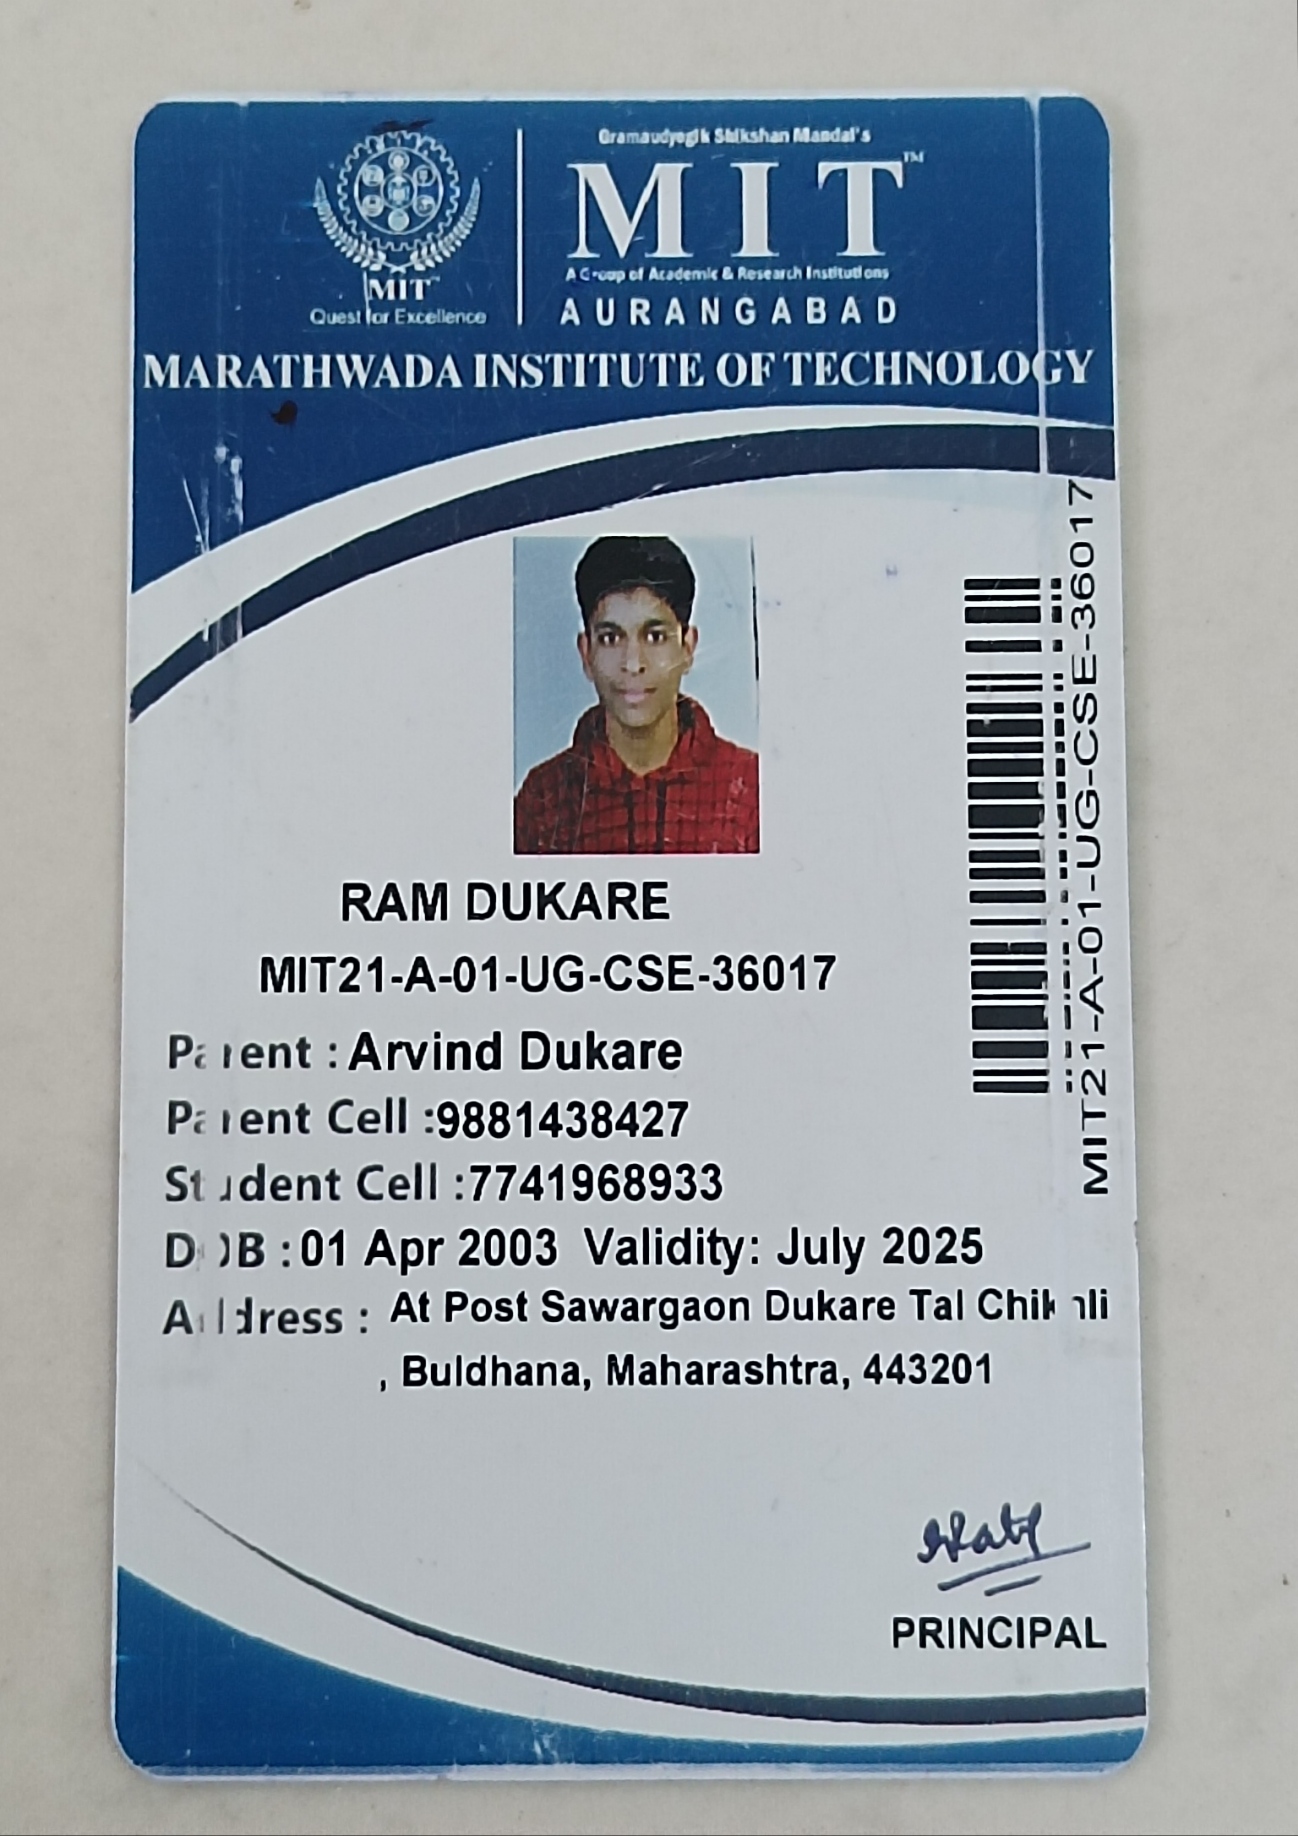 Gramaudyogik Shikshan Mandal's
MIT™
A Group of Academic & Research Institutions
AURANGABAD
MIT
Quest for Excellence
MARATHWADA INSTITUTE OF TECHNOLOGY
RAM DUKARE
MIT21-A-01-UG-CSE-36017
Parent : Arvind Dukare
Parent Cell :9881438427
Student Cell :7741968933
DOB : 01 Apr 2003 Validity: July 2025
Address : At Post Sawargaon Dukare Tal Chikhli
, Buldhana, Maharashtra, 443201
MIT21-A-01-UG-CSE-36017
PRINCIPAL